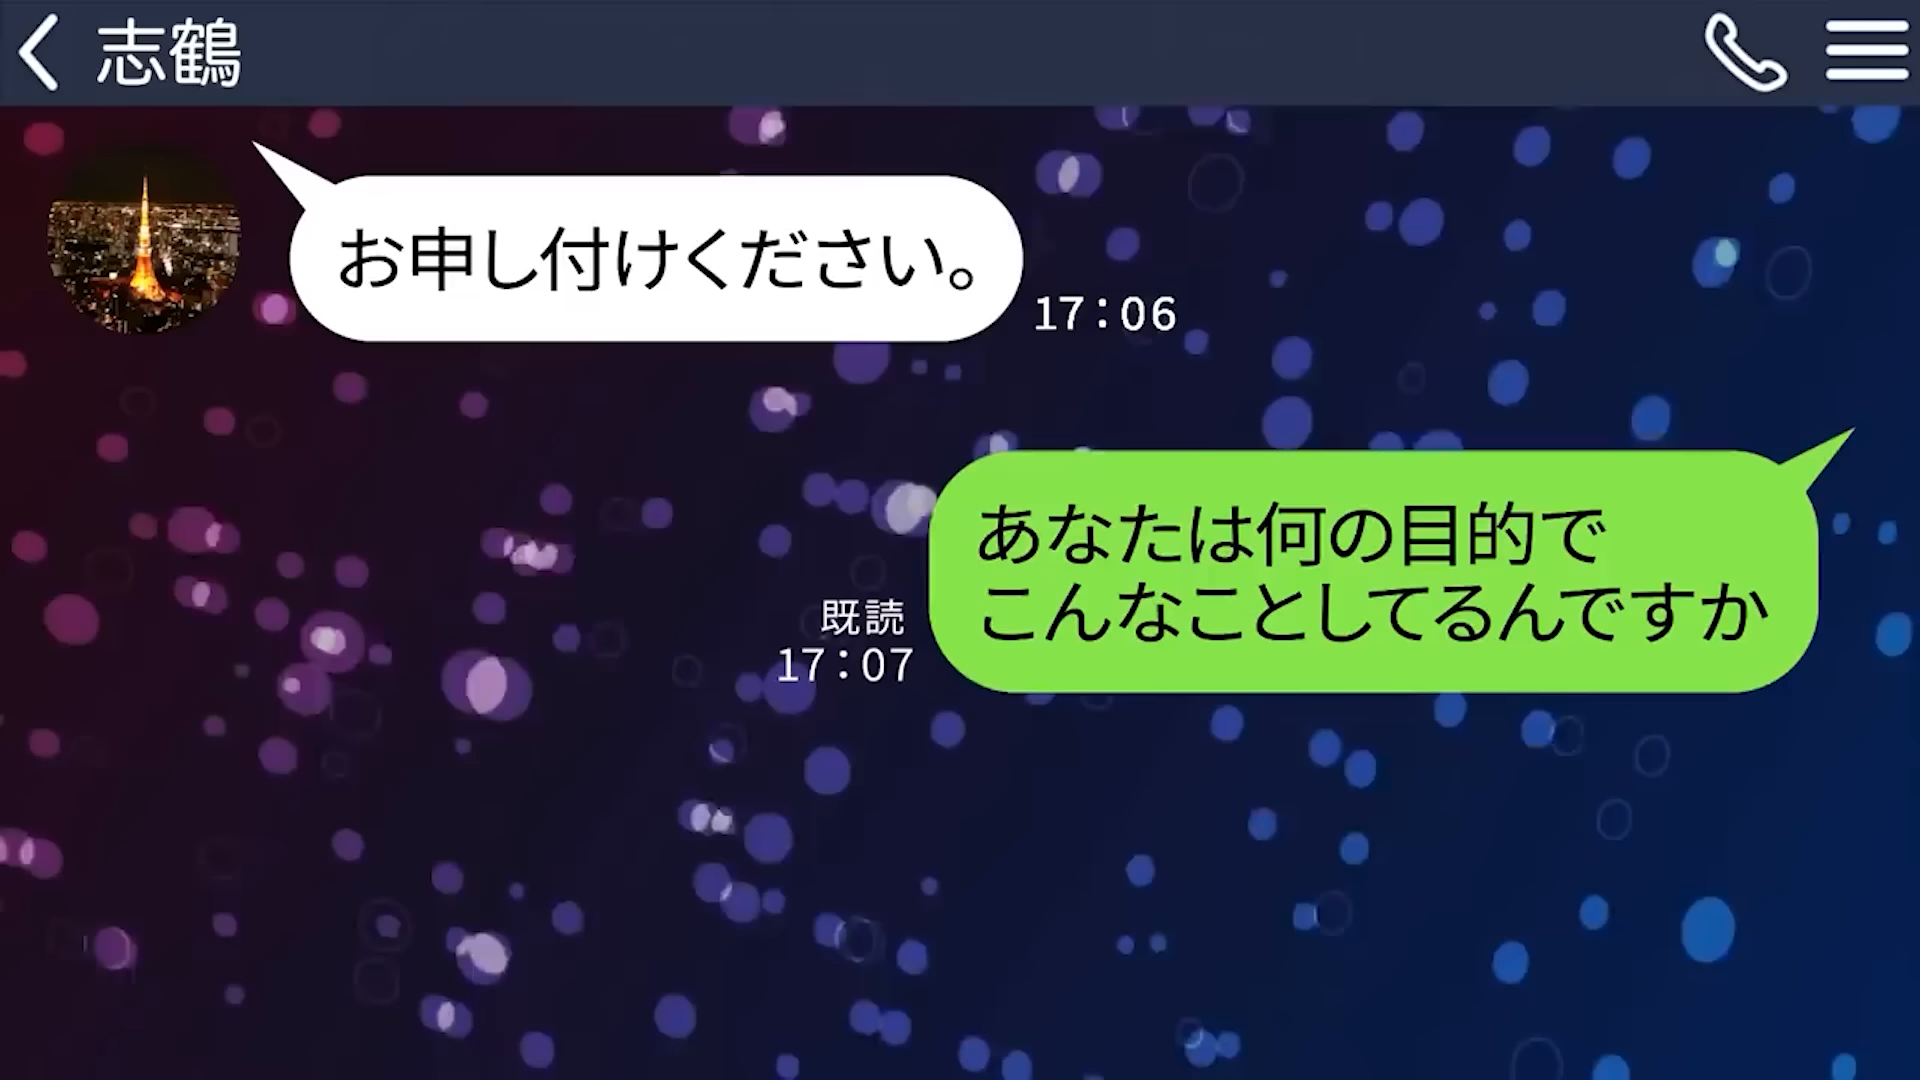 志鶴
お申し付けください。
17:06
あなたは何の目的で
こんなことしてるんですか
既読
17:07